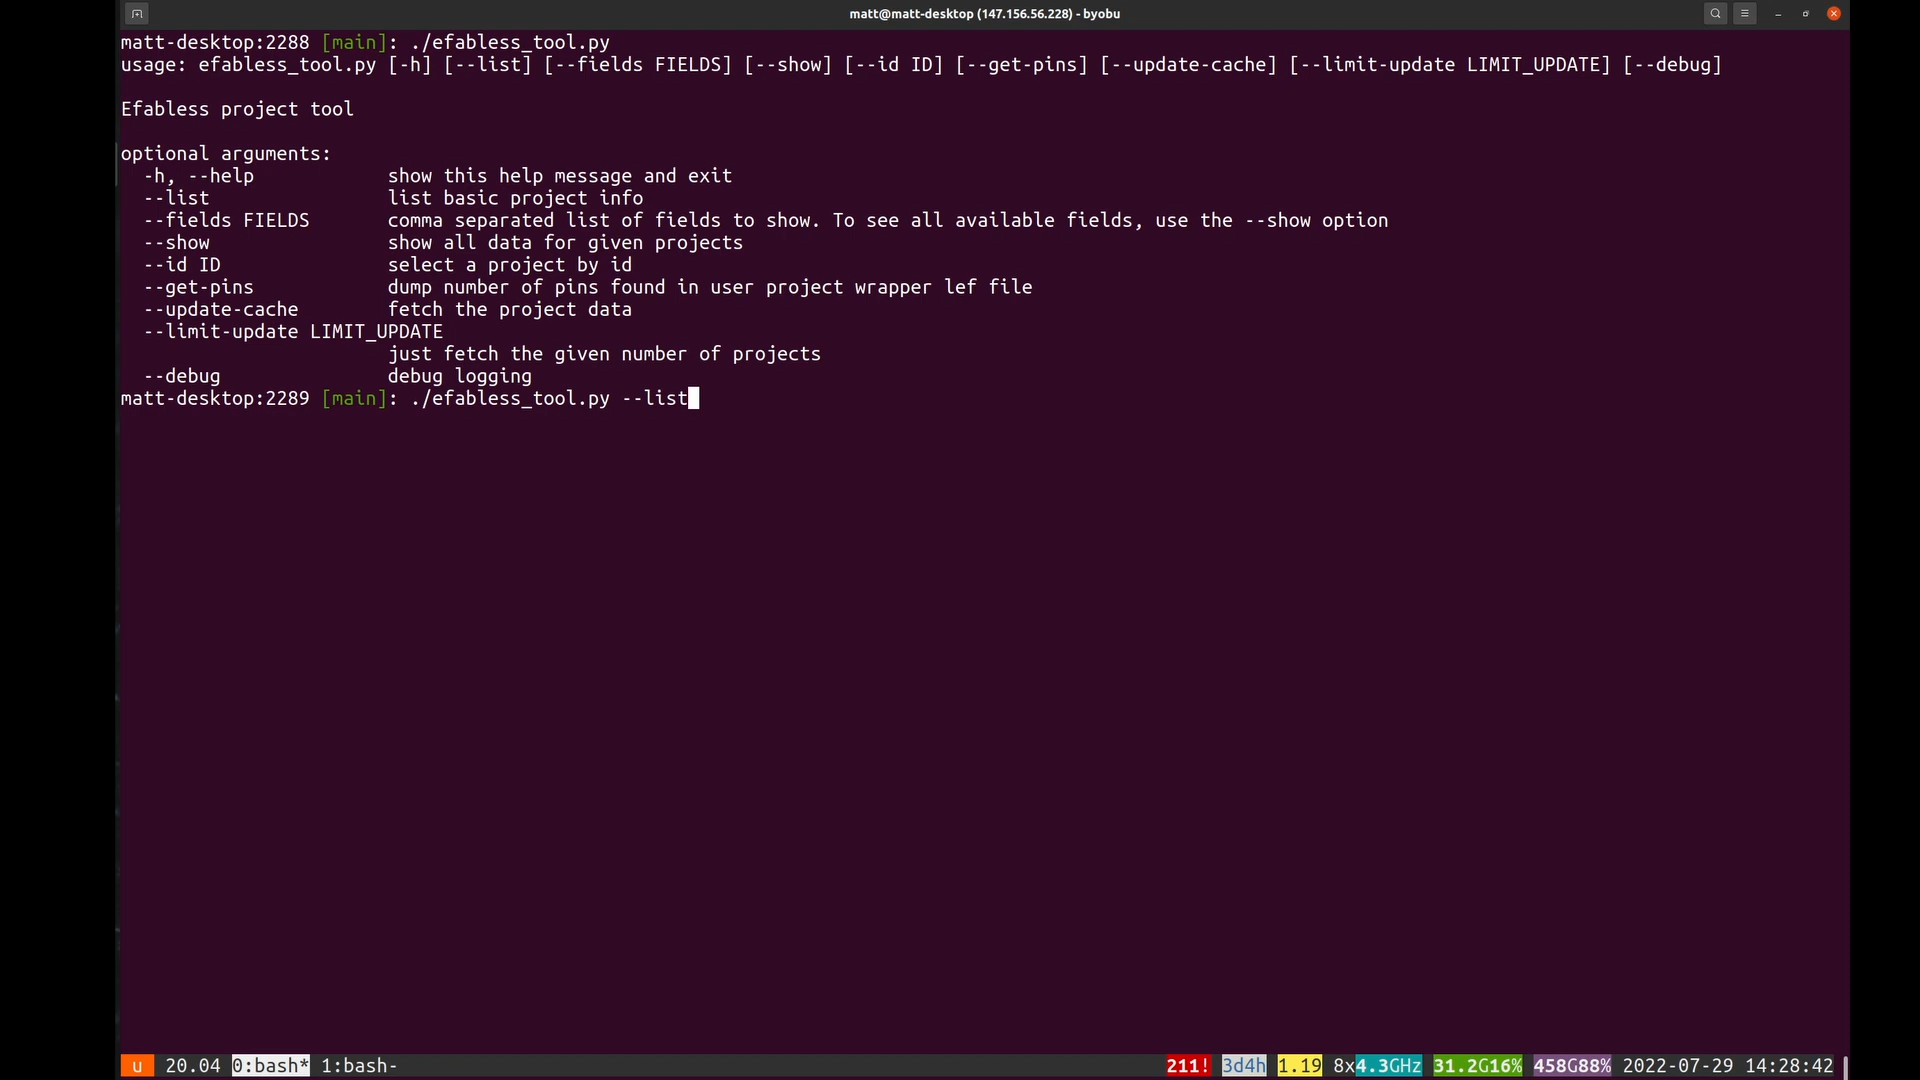 matt@matt-desktop (147.156.56.228) - byobu
matt-desktop:2288 [main]: ./efabless_tool.py
usage: efabless_tool.py [-h] [--list] [--fields FIELDS] [--show] [--id ID] [--get-pins] [--update-cache] [--limit-update LIMIT_UPDATE] [--debug]
Efabless project tool
optional arguments:
-h, --help show this help message and exit
--list list basic project info
--fields FIELDS comma separated list of fields to show. To see all available fields, use the --show option
--show show all data for given projects
--id ID select a project by id
--get-pins dump number of pins found in user project wrapper lef file
--update-cache fetch the project data
--limit-update LIMIT_UPDATE
just fetch the given number of projects
--debug debug logging
matt-desktop:2289 [main]: ./efabless_tool.py --list
u 20.04 0:bash* 1:bash- 211! 3d4h 1.19 8x4.3GHz 31.2G16% 458G88% 2022-07-29 14:28:42